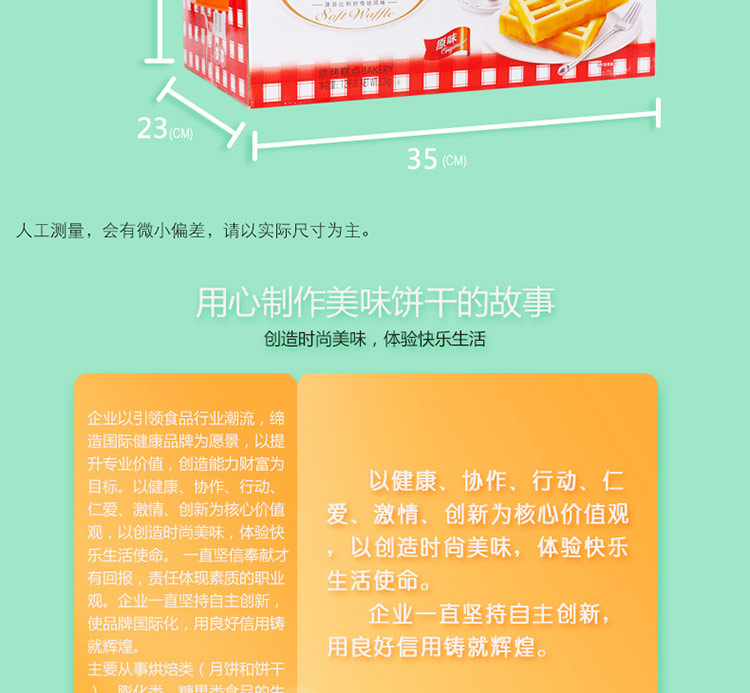 源自比利时传统风味
Soft Waffle
原味
Original
烘烤糕点BAKERY
23(CM)
35 (CM)
人工测量，会有微小偏差，请以实际尺寸为主。
用心制作美味饼干的故事
创造时尚美味，体验快乐生活
企业以引领食品行业潮流，缔
造国际健康品牌为愿景，以提
升专业价值，创造能力财富为
目标。以健康、协作、行动、
仁爱、激情、创新为核心价值
观，以创造时尚美味，体验快
乐生活使命。 一直坚信奉献才
有回报，责任体现素质的职业
观。企业一直坚持自主创新，
使品牌国际化，用良好信用铸
就辉煌。
主要从事烘焙类（月饼和饼干
）、膨化类、糖果类食品的生
以健康、协作、行动、仁
爱、激情、创新为核心价值观
，以创造时尚美味，体验快乐
生活使命。
企业一直坚持自主创新，
用良好信用铸就辉煌。